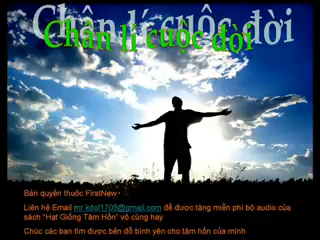 Chân lí cuộc đời
Chân lí cuộc đời
Bản quyền thuộc FirstNew
Liên hệ Email mr.kdol1705@gmail.com để được tặng miễn phí bộ audio của
sách "Hạt Giống Tâm Hồn" vô cùng hay
Chúc các bạn tìm được bến đỗ bình yên cho tâm hồn của mình